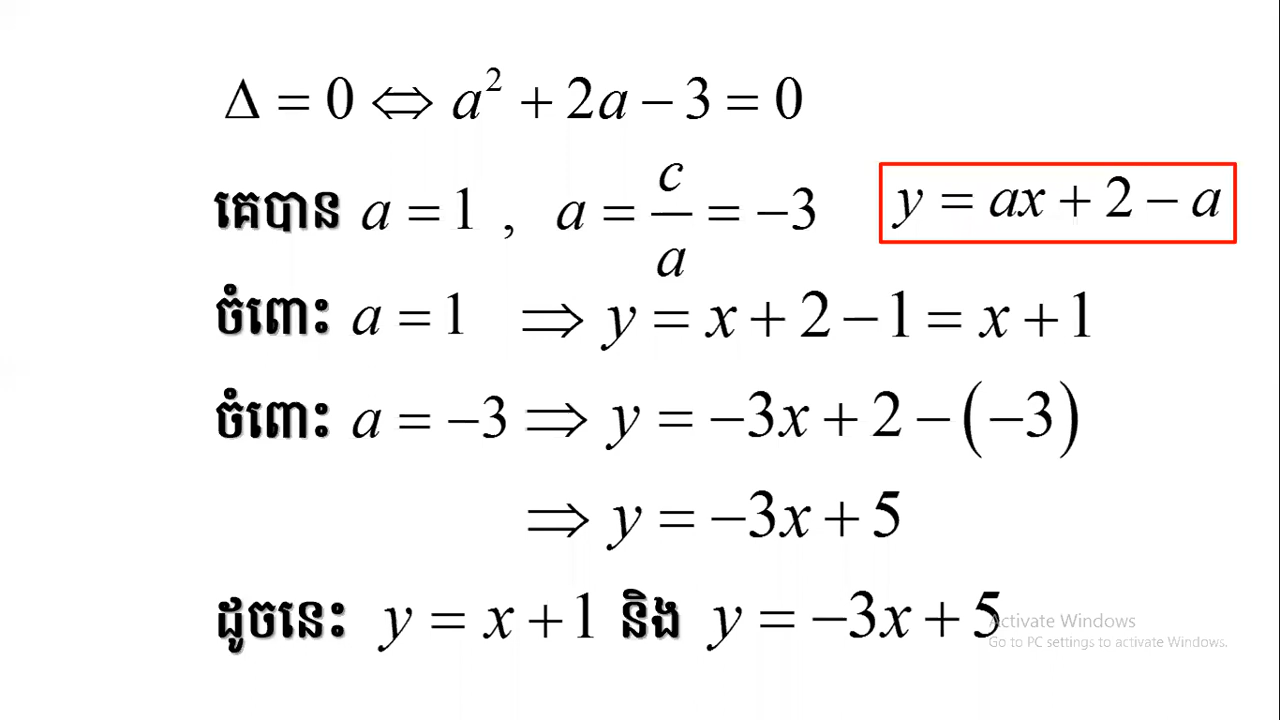 Δ = 0 ⇔ a² + 2a − 3 = 0
គេបាន a = 1 , a = c/a = −3
y = ax + 2 − a
ចំពោះ a = 1 ⇒ y = x + 2 − 1 = x + 1
ចំពោះ a = −3 ⇒ y = −3x + 2 − (−3)
⇒ y = −3x + 5
ដូចនេះ y = x + 1 និង y = −3x + 5
Activate Windows
Go to PC settings to activate Windows.